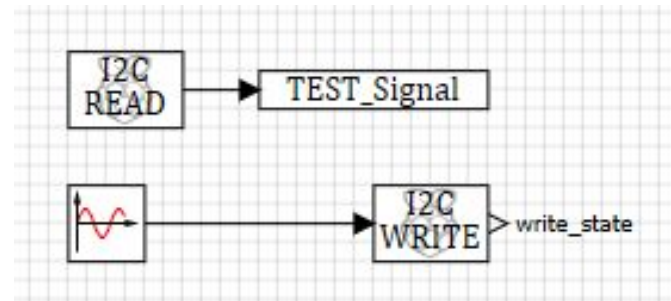 I2C
READ
TEST_Signal
I2C
WRITE
write_state